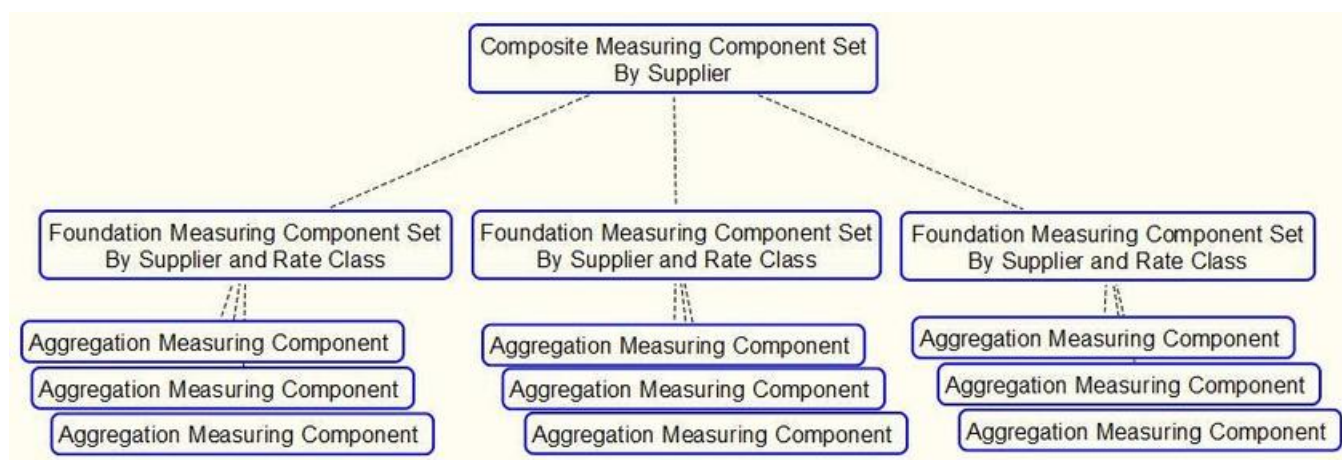 Composite Measuring Component Set
By Supplier
Foundation Measuring Component Set
By Supplier and Rate Class
Foundation Measuring Component Set
By Supplier and Rate Class
Foundation Measuring Component Set
By Supplier and Rate Class
Aggregation Measuring Component
Aggregation Measuring Component
Aggregation Measuring Component
Aggregation Measuring Component
Aggregation Measuring Component
Aggregation Measuring Component
Aggregation Measuring Component
Aggregation Measuring Component
Aggregation Measuring Component